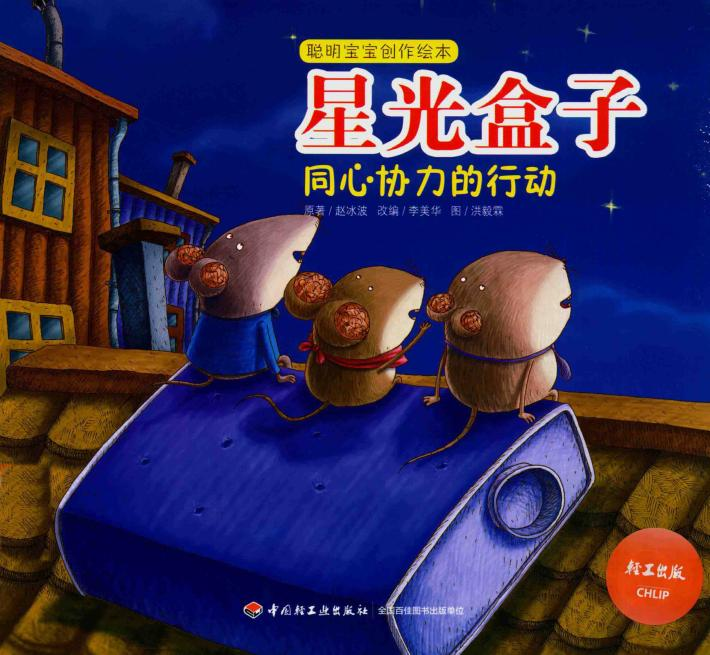 聪明宝宝创作绘本
星光盒子
同心协力的行动
原著/赵冰波 改编/李美华 图/洪毅霖
轻工出版
CHLIP
中国轻工业出版社 全国百佳图书出版单位